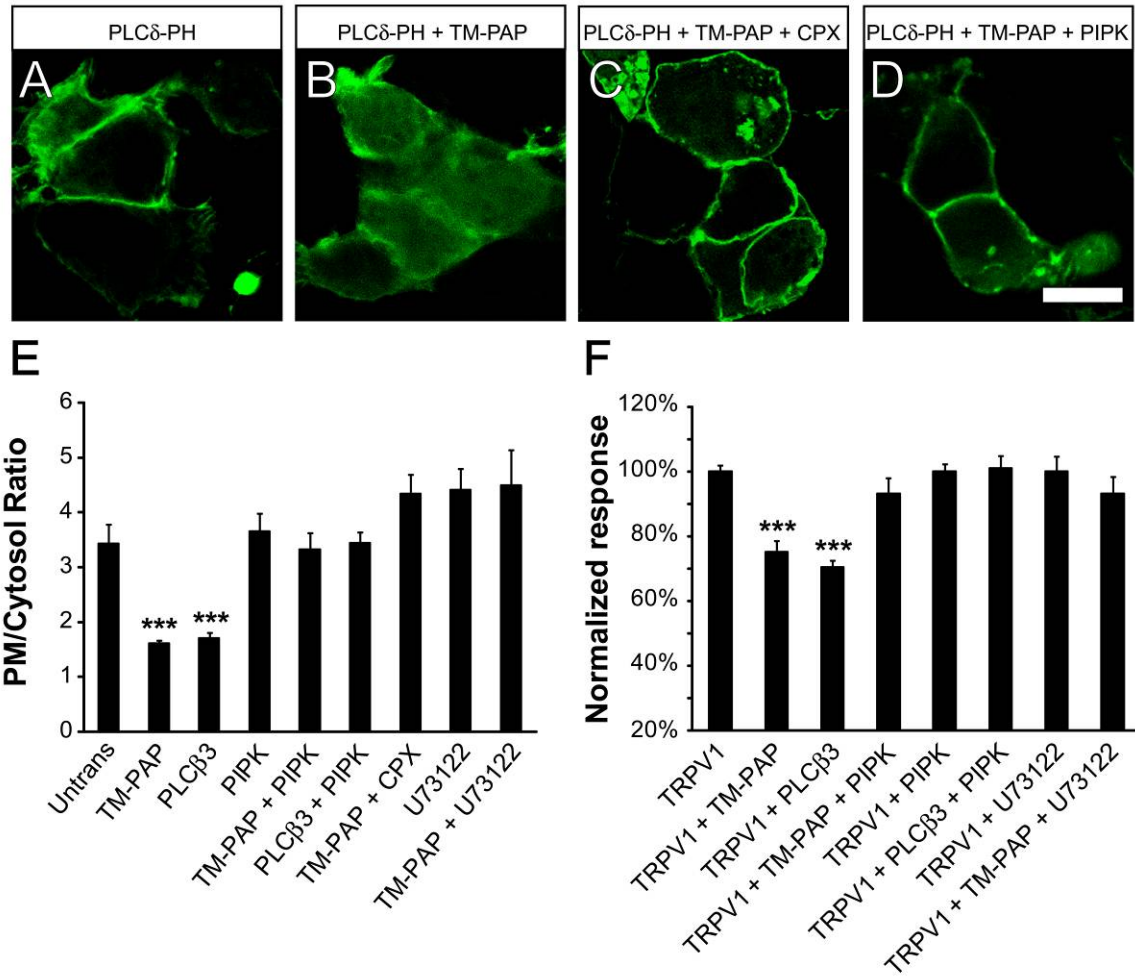 PLCδ-PH
PLCδ-PH + TM-PAP
PLCδ-PH + TM-PAP + CPX
PLCδ-PH + TM-PAP + PIPK
A
B
C
D
E
PM/Cytosol Ratio
6
5
4
3
2
1
0
***
***
Untrans
TM-PAP
PLCβ3
PIPK
TM-PAP + PIPK
PLCβ3 + PIPK
TM-PAP + CPX
U73122
TM-PAP + U73122
F
Normalized response
120%
100%
80%
60%
40%
20%
***
***
TRPV1
TRPV1 + TM-PAP
TRPV1 + PLCβ3
TRPV1 + TM-PAP + PIPK
TRPV1 + PIPK
TRPV1 + PLCβ3 + PIPK
TRPV1 + U73122
TRPV1 + TM-PAP + U73122